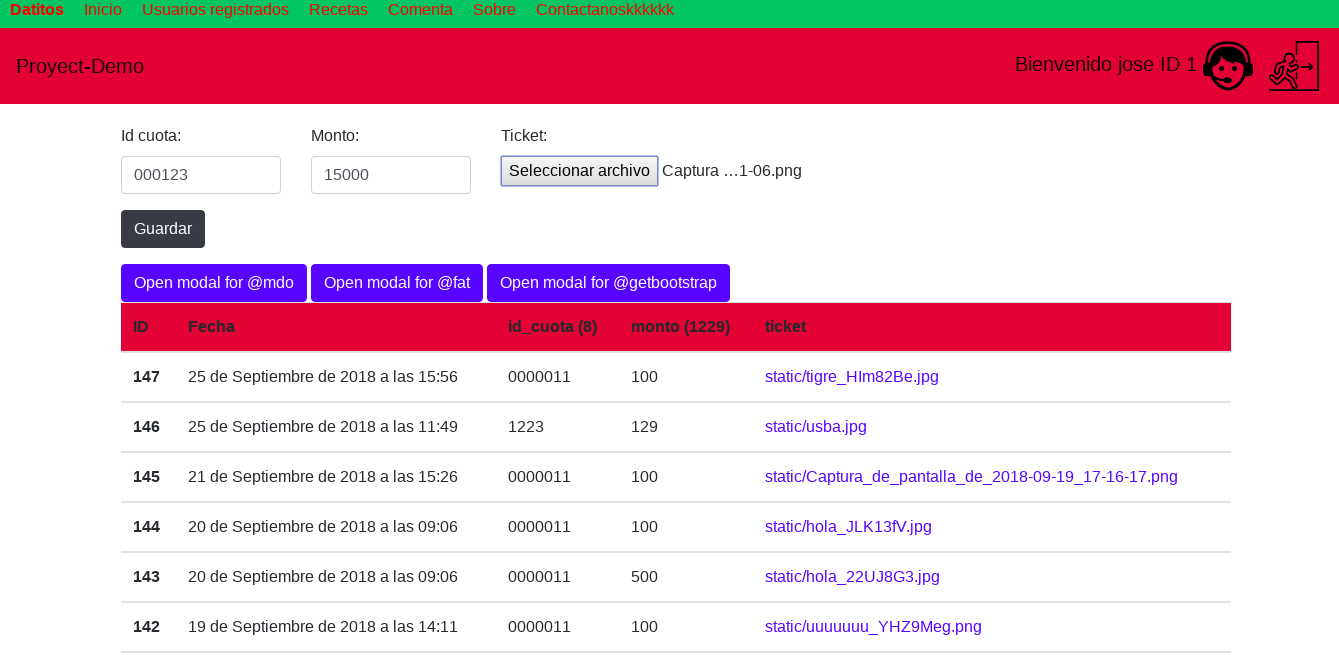 Datitos Inicio Usuarios registrados Recetas Comenta Sobre Contactanoskkkkkk
Proyect-Demo Bienvenido jose ID 1
Id cuota: Monto: Ticket:
000123 15000 Seleccionar archivo Captura …1-06.png
Guardar
Open modal for @mdo Open modal for @fat Open modal for @getbootstrap
ID Fecha id_cuota (8) monto (1229) ticket
147 25 de Septiembre de 2018 a las 15:56 0000011 100 static/tigre_HIm82Be.jpg
146 25 de Septiembre de 2018 a las 11:49 1223 129 static/usba.jpg
145 21 de Septiembre de 2018 a las 15:26 0000011 100 static/Captura_de_pantalla_de_2018-09-19_17-16-17.png
144 20 de Septiembre de 2018 a las 09:06 0000011 100 static/hola_JLK13fV.jpg
143 20 de Septiembre de 2018 a las 09:06 0000011 500 static/hola_22UJ8G3.jpg
142 19 de Septiembre de 2018 a las 14:11 0000011 100 static/uuuuuuu_YHZ9Meg.png